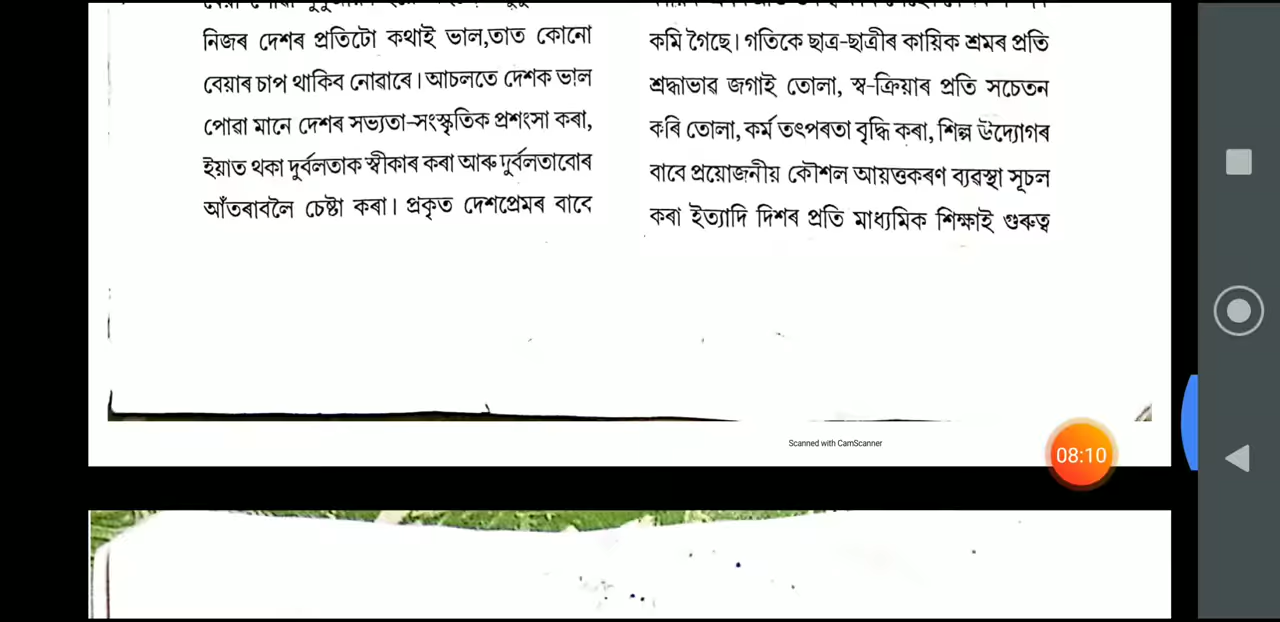 নিজৰ দেশৰ প্ৰতিটো কথাই ভাল,তাত কোনো
বেয়াৰ চাপ থাকিব নোৱাৰে। আচলতে দেশক ভাল
পোৱা মানে দেশৰ সভ্যতা-সংস্কৃতিক প্ৰশংসা কৰা,
ইয়াত থকা দুৰ্বলতাক স্বীকাৰ কৰা আৰু দুৰ্বলতাবোৰ
আঁতৰাবলৈ চেষ্টা কৰা। প্ৰকৃত দেশপ্ৰেমৰ বাবে
কমি গৈছে। গতিকে ছাত্ৰ-ছাত্ৰীৰ কায়িক শ্ৰমৰ প্ৰতি
শ্ৰদ্ধাভাৱ জগাই তোলা, স্ব-ক্ৰিয়াৰ প্ৰতি সচেতন
কৰি তোলা, কৰ্ম তৎপৰতা বৃদ্ধি কৰা, শিল্প উদ্যোগৰ
বাবে প্ৰয়োজনীয় কৌশল আয়ত্তকৰণ ব্যৱস্থা সূচল
কৰা ইত্যাদি দিশৰ প্ৰতি মাধ্যমিক শিক্ষাই গুৰুত্ব
Scanned with CamScanner
08:10